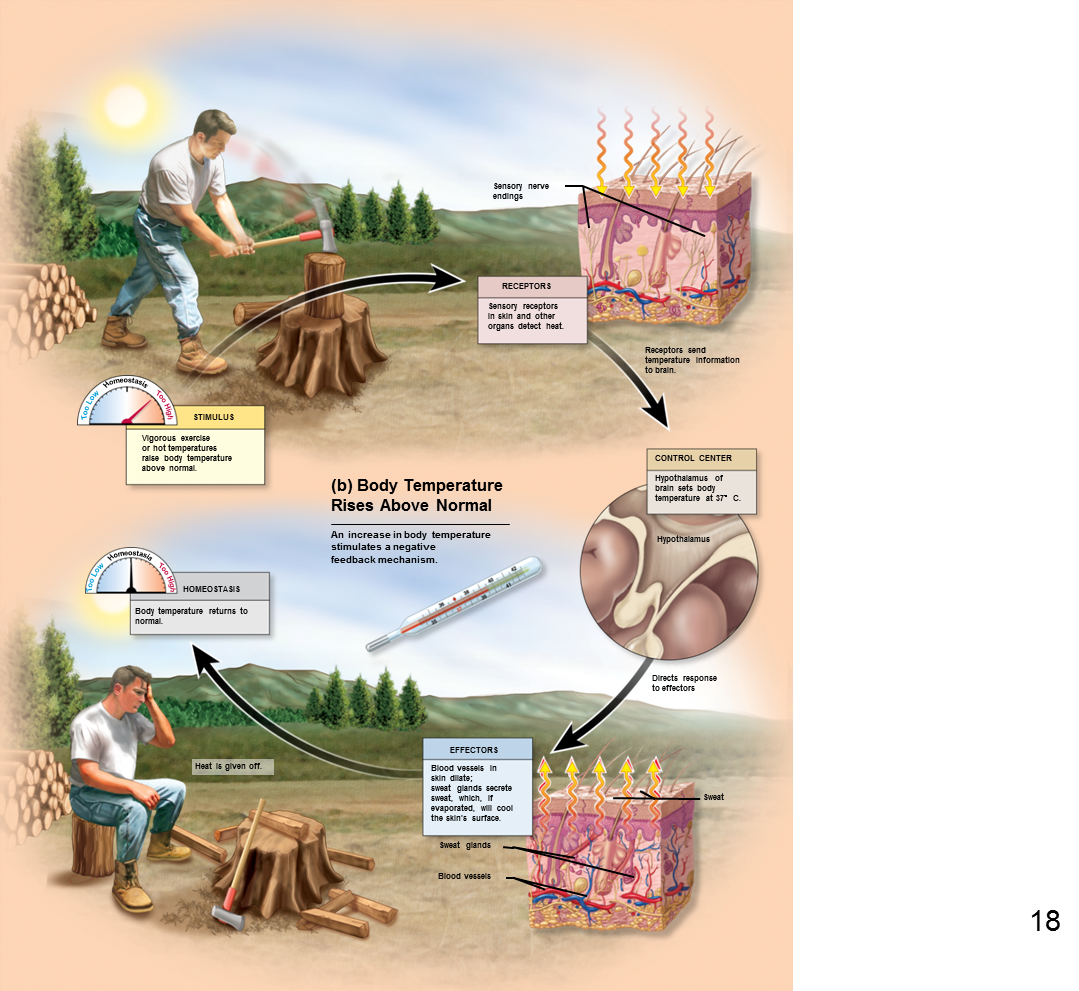 Sensory nerve
endings
RECEPTORS
Sensory receptors
in skin and other
organs detect heat.
Receptors send
temperature information
to brain.
Too Low
Homeostasis
Too High
STIMULUS
Vigorous exercise
or hot temperatures
raise body temperature
above normal.
CONTROL CENTER
Hypothalamus of
brain sets body
temperature at 37° C.
Hypothalamus
(b) Body Temperature
Rises Above Normal
An increase in body temperature
stimulates a negative
feedback mechanism.
Too Low
Homeostasis
Too High
HOMEOSTASIS
Body temperature returns to
normal.
Directs response
to effectors
EFFECTORS
Blood vessels in
skin dilate;
sweat glands secrete
sweat, which, if
evaporated, will cool
the skin's surface.
Heat is given off.
Sweat
Sweat glands
Blood vessels
18